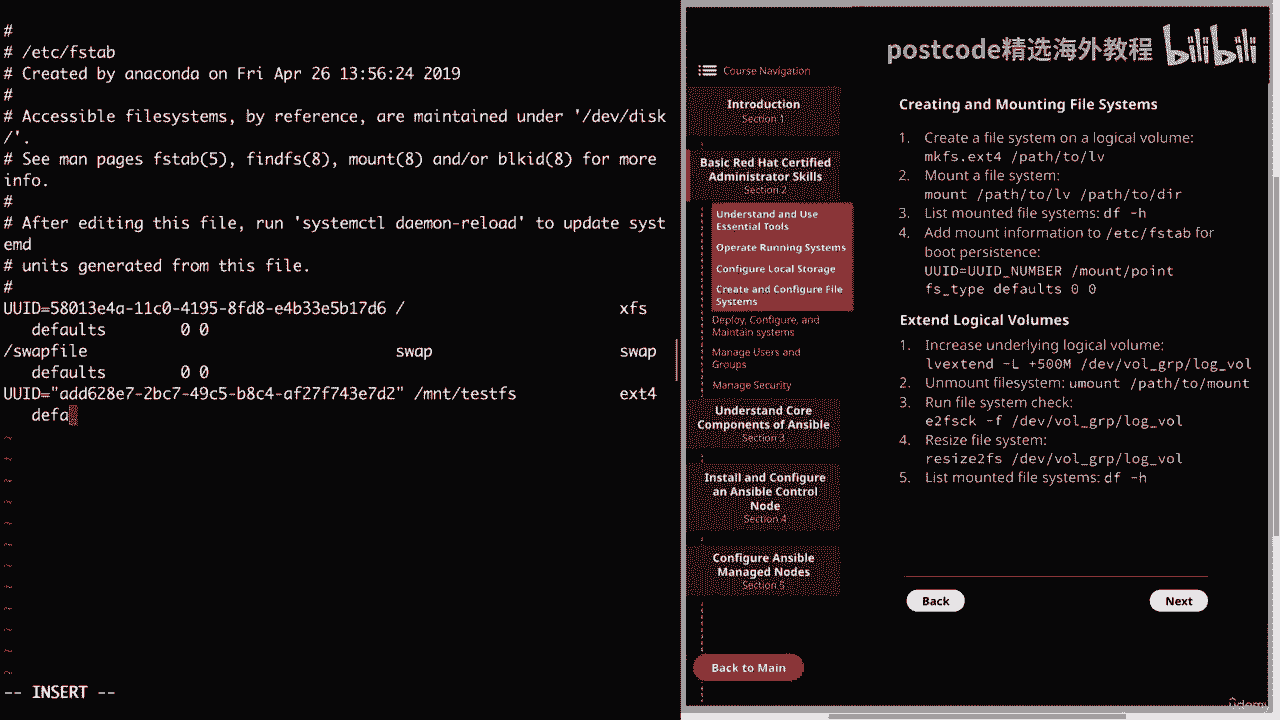 #
# /etc/fstab
# Created by anaconda on Fri Apr 26 13:56:24 2019
#
# Accessible filesystems, by reference, are maintained under '/dev/disk
/'.
# See man pages fstab(5), findfs(8), mount(8) and/or blkid(8) for more
info.
#
# After editing this file, run 'systemctl daemon-reload' to update syst
emd
# units generated from this file.
#
UUID=58013e4a-11c0-4195-8fd8-e4b33e5b17d6 / xfs
defaults 0 0
/swapfile swap swap
defaults 0 0
UUID="add628e7-2bc7-49c5-b8c4-af27f743e7d2" /mnt/testfs ext4
defa
~
~
~
~
~
~
~
~
~
~
~
~
-- INSERT --
postcode精选海外教程 bilibili
Course Navigation
Introduction
Section 1
Basic Red Hat Certified
Administrator Skills
Section 2
Understand and Use
Essential Tools
Operate Running Systems
Configure Local Storage
Create and Configure File
Systems
Deploy, Configure, and
Maintain systems
Manage Users and
Groups
Manage Security
Understand Core
Components of Ansible
Section 3
Install and Configure
an Ansible Control
Node
Section 4
Configure Ansible
Managed Nodes
Section 5
Back to Main
Creating and Mounting File Systems
1. Create a file system on a logical volume:
mkfs.ext4 /path/to/lv
2. Mount a file system:
mount /path/to/lv /path/to/dir
3. List mounted file systems: df -h
4. Add mount information to /etc/fstab for
boot persistence:
UUID=UUID_NUMBER /mount/point
fs_type defaults 0 0
Extend Logical Volumes
1. Increase underlying logical volume:
lvextend -L +500M /dev/vol_grp/log_vol
2. Unmount filesystem: umount /path/to/mount
3. Run file system check:
e2fsck -f /dev/vol_grp/log_vol
4. Resize file system:
resize2fs /dev/vol_grp/log_vol
5. List mounted file systems: df -h
Back
Next
ûdemy